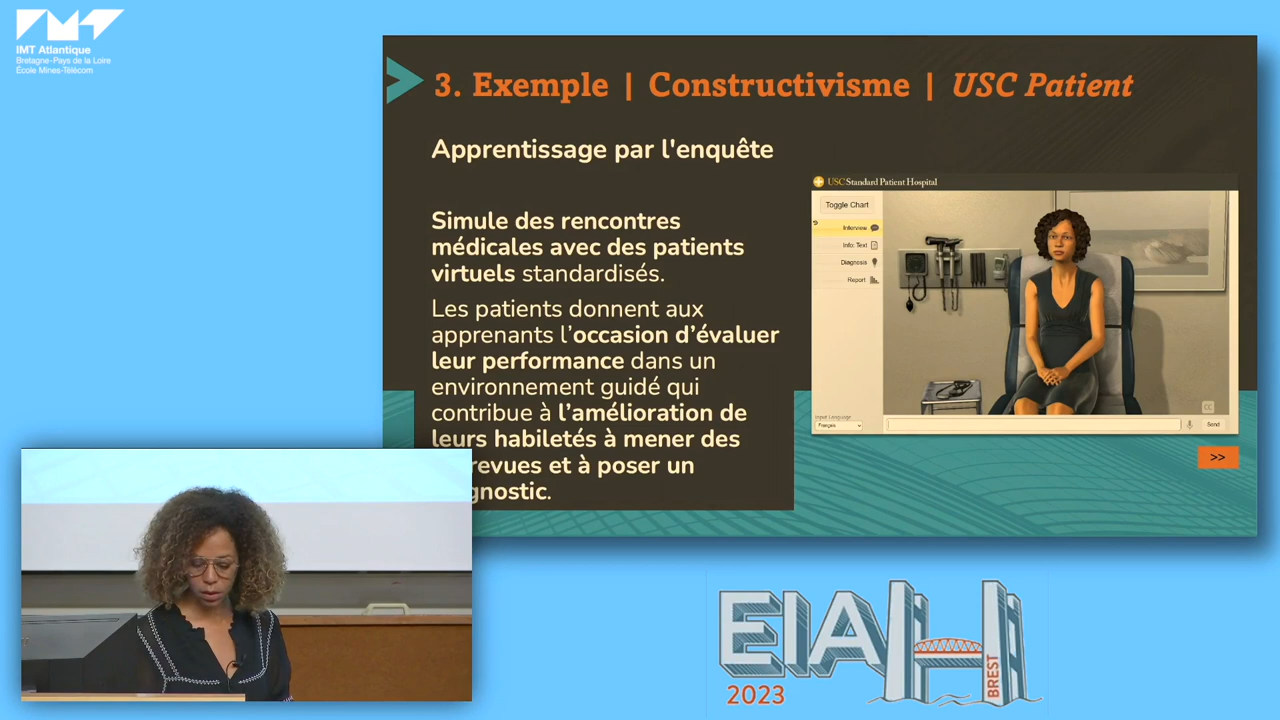 IMT Atlantique
Bretagne-Pays de la Loire
École Mines-Télécom
3. Exemple | Constructivisme | USC Patient
Apprentissage par l'enquête
Simule des rencontres
médicales avec des patients
virtuels standardisés.
Les patients donnent aux
apprenants l’occasion d’évaluer
leur performance dans un
environnement guidé qui
contribue à l’amélioration de
leurs habiletés à mener des
revues et à poser un
gnostic.
USC Standard Patient Hospital
Toggle Chart
Interview
Info: Text
Diagnosis
Report
Input Language
Français
CC
Send
>>
EIAH
BREST
2023